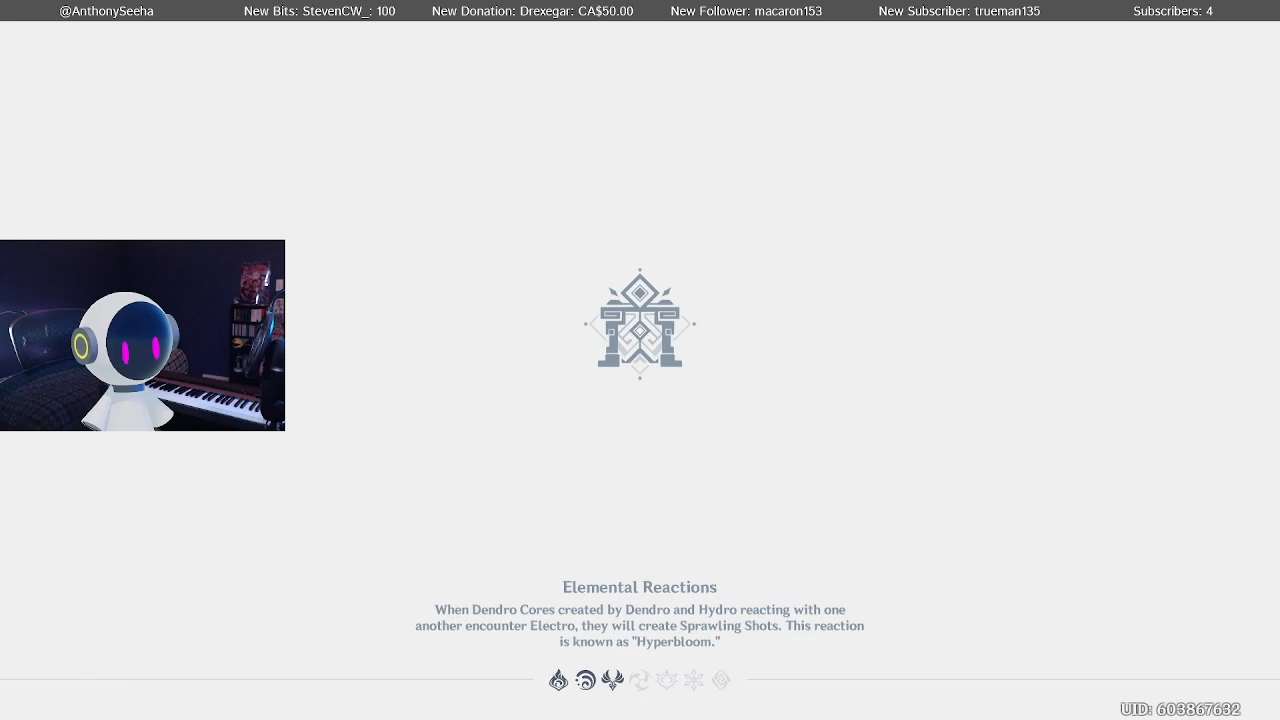 @AnthonySeeha New Bits: StevenCW_: 100 New Donation: Drexegar: CA$50.00 New Follower: macaron153 New Subscriber: trueman135 Subscribers: 4
Elemental Reactions
When Dendro Cores created by Dendro and Hydro reacting with one
another encounter Electro, they will create Sprawling Shots. This reaction
is known as "Hyperbloom."
UID: 603867632